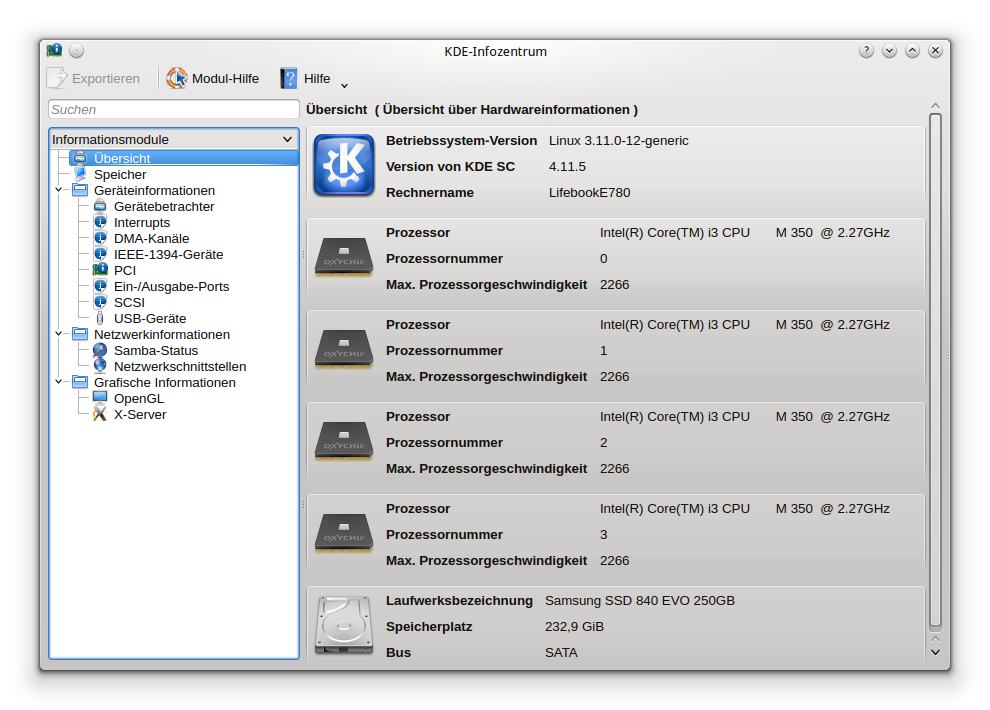 KDE-Infozentrum
Exportieren Modul-Hilfe Hilfe
Suchen
Informationsmodule
Übersicht
Speicher
Geräteinformationen
Gerätebetrachter
Interrupts
DMA-Kanäle
IEEE-1394-Geräte
PCI
Ein-/Ausgabe-Ports
SCSI
USB-Geräte
Netzwerkinformationen
Samba-Status
Netzwerkschnittstellen
Grafische Informationen
OpenGL
X-Server
Übersicht ( Übersicht über Hardwareinformationen )
Betriebssystem-Version Linux 3.11.0-12-generic
Version von KDE SC 4.11.5
Rechnername LifebookE780
OXYCHIP
Prozessor Intel(R) Core(TM) i3 CPU M 350 @ 2.27GHz
Prozessornummer 0
Max. Prozessorgeschwindigkeit 2266
OXYCHIP
Prozessor Intel(R) Core(TM) i3 CPU M 350 @ 2.27GHz
Prozessornummer 1
Max. Prozessorgeschwindigkeit 2266
OXYCHIP
Prozessor Intel(R) Core(TM) i3 CPU M 350 @ 2.27GHz
Prozessornummer 2
Max. Prozessorgeschwindigkeit 2266
OXYCHIP
Prozessor Intel(R) Core(TM) i3 CPU M 350 @ 2.27GHz
Prozessornummer 3
Max. Prozessorgeschwindigkeit 2266
Laufwerksbezeichnung Samsung SSD 840 EVO 250GB
Speicherplatz 232,9 GiB
Bus SATA